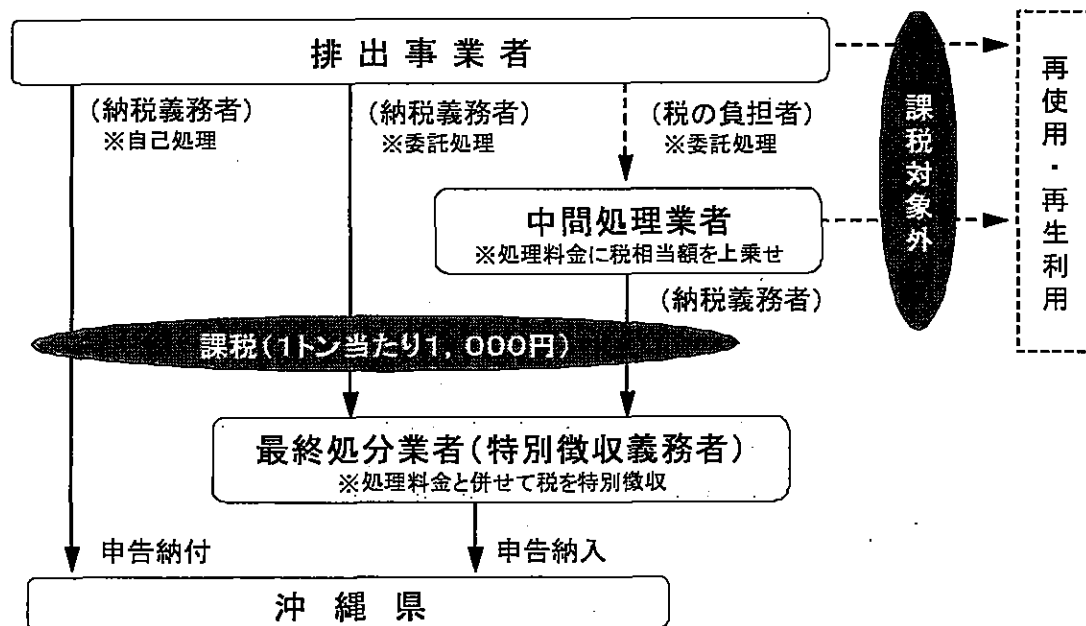 排出事業者
(納税義務者)
※自己処理
(納税義務者)
※委託処理
(税の負担者)
※委託処理
課税対象外
再使用・再生利用
中間処理業者
※処理料金に税相当額を上乗せ
(納税義務者)
課税(1トン当たり1,000円)
最終処分業者(特別徴収義務者)
※処理料金と併せて税を特別徴収
申告納付
申告納入
沖縄県